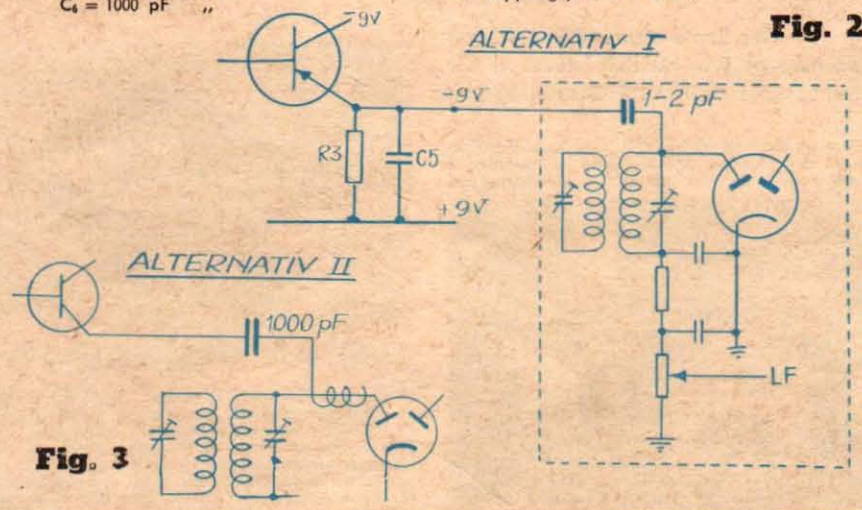 C₆ = 1000 pF „
Fig. 2
ALTERNATIV I
-9V
-9V
1-2 pF
R3
C5
+9V
ALTERNATIV II
1000 pF
LF
Fig. 3